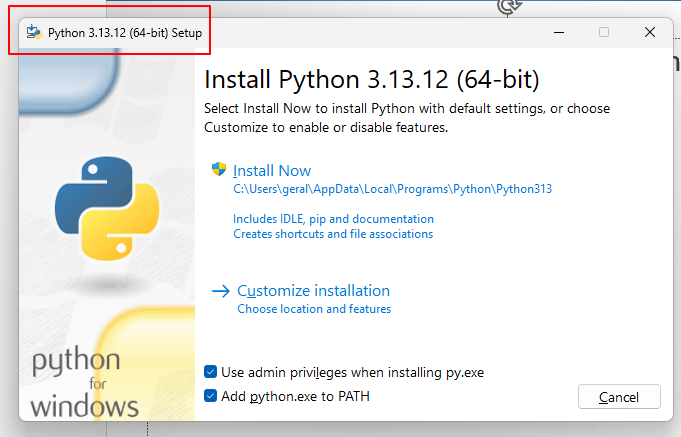 Python 3.13.12 (64-bit) Setup
Install Python 3.13.12 (64-bit)
Select Install Now to install Python with default settings, or choose
Customize to enable or disable features.
Install Now
C:\Users\geral\AppData\Local\Programs\Python\Python313
Includes IDLE, pip and documentation
Creates shortcuts and file associations
Customize installation
Choose location and features
python
for
windows
Use admin privileges when installing py.exe
Add python.exe to PATH
Cancel